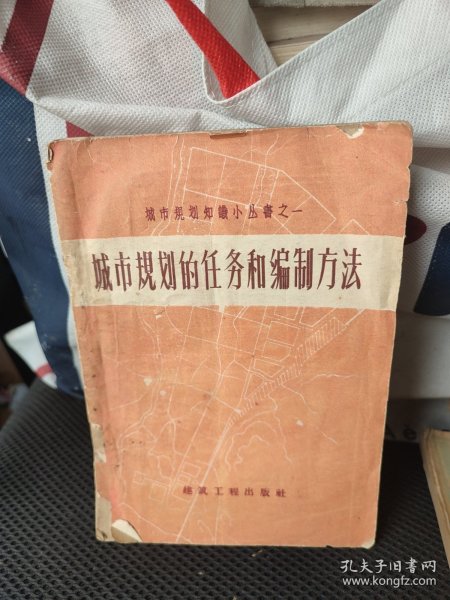 城市規划知識小丛書之一
城市規划的任务和編制方法
建筑工程出版社
孔夫子旧书网
www.kongfz.com